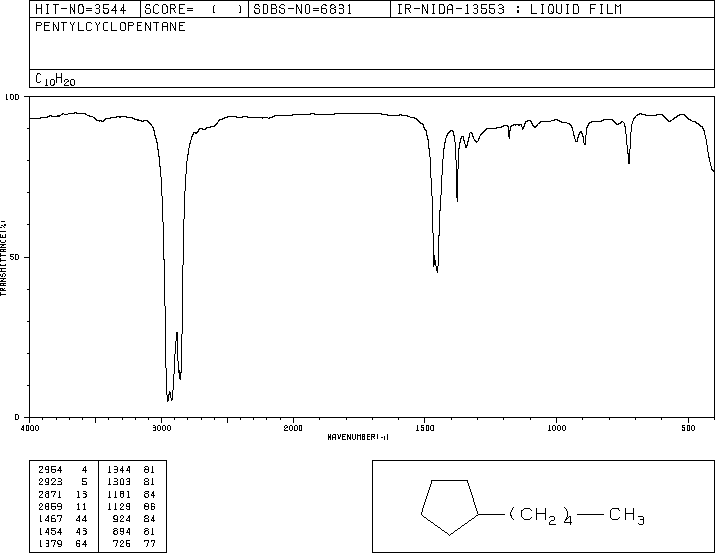 HIT-NO=3544 SCORE= ( ) SDBS-NO=6831 IR-NIDA-13553 : LIQUID FILM
PENTYLCYCLOPENTANE
C10H20
100
50
0
TRANSMITTANCE(%)
4000 3000 2000 1500 1000 500
WAVENUMBER(-1)
2954 4 1344 81
2923 5 1303 81
2871 13 1181 84
2859 11 1129 86
1467 44 924 84
1454 43 894 81
1379 64 726 77
(CH2)4 CH3